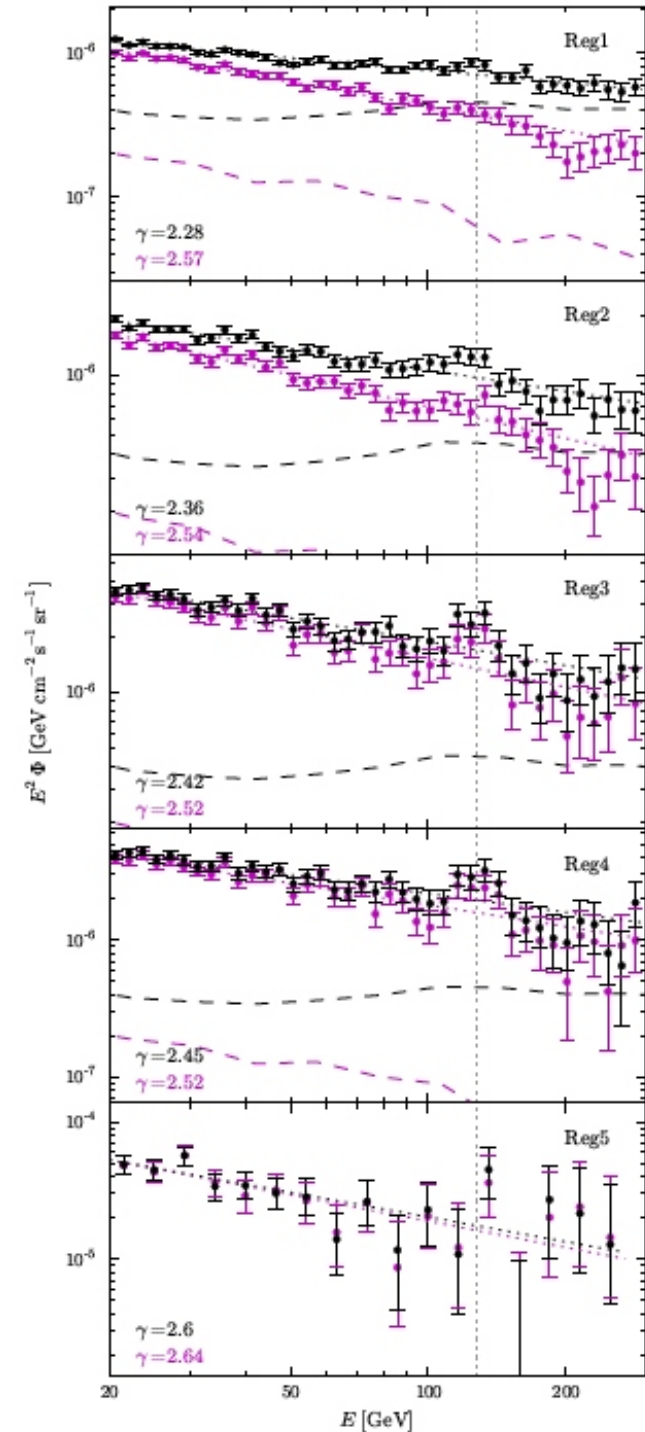 Reg1
10⁻⁶
10⁻⁷
γ=2.28
γ=2.57
Reg2
10⁻⁶
γ=2.36
γ=2.54
Reg3
10⁻⁶
γ=2.42
γ=2.52
E² Φ [GeV cm⁻² s⁻¹ sr⁻¹]
Reg4
10⁻⁶
γ=2.45
γ=2.52
10⁻⁷
10⁻⁴
Reg5
10⁻⁵
γ=2.6
γ=2.64
20 50 100 200
E [GeV]